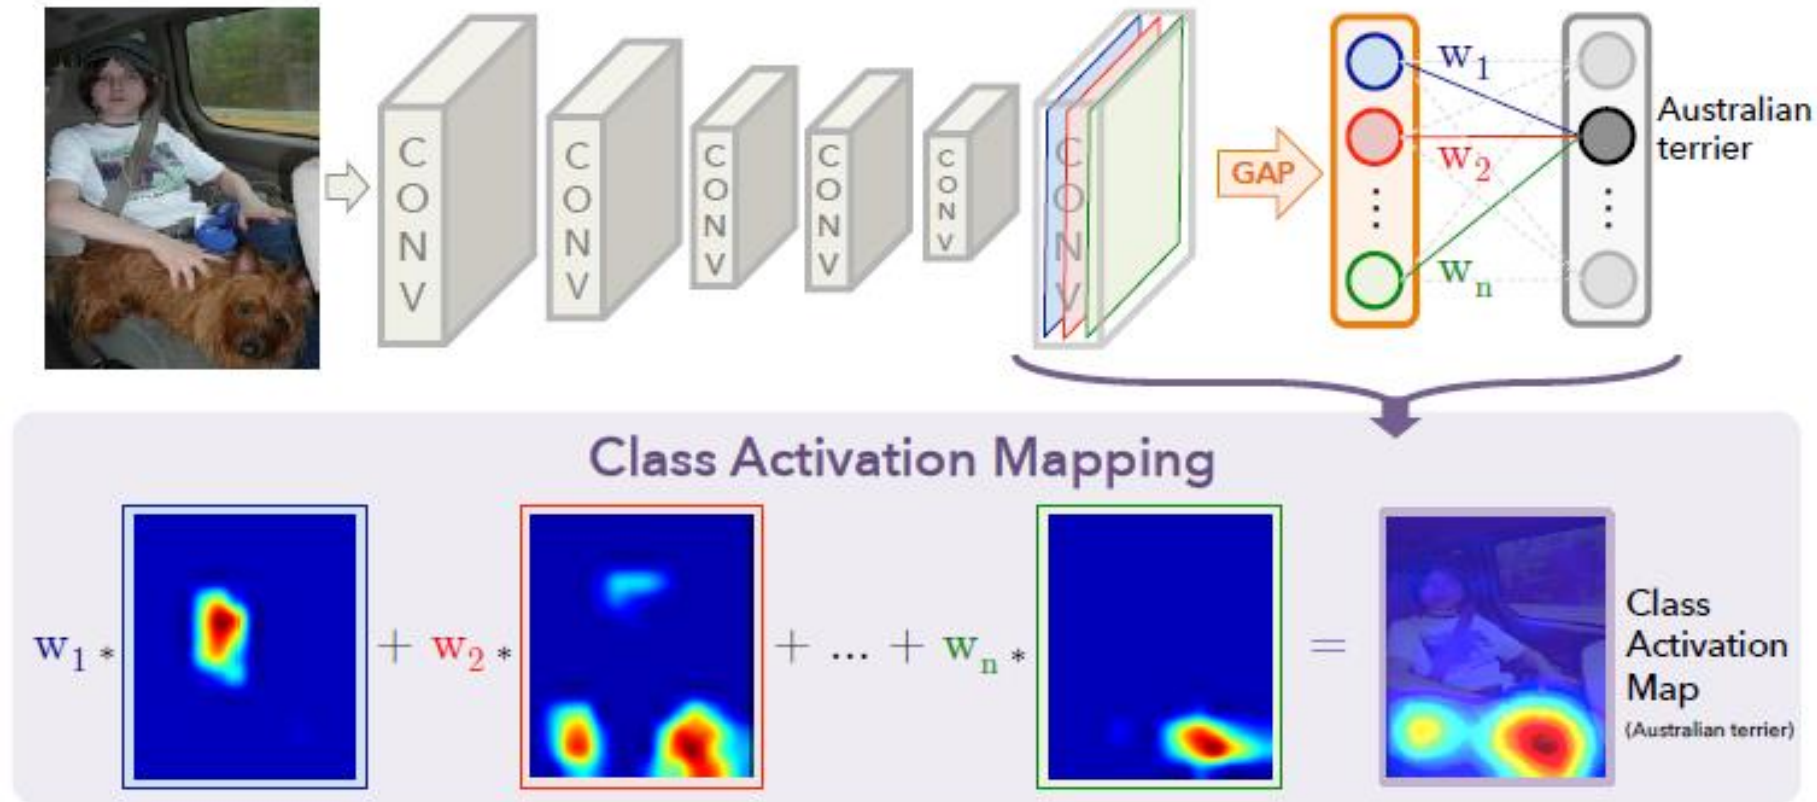 CONV
CONV
CONV
CONV
CONV
CONV
GAP
w1
w2
⋮
wn
⋮
Australian
terrier
Class Activation Mapping
w1 * + w2 * + ... + wn * =
Class
Activation
Map
(Australian terrier)